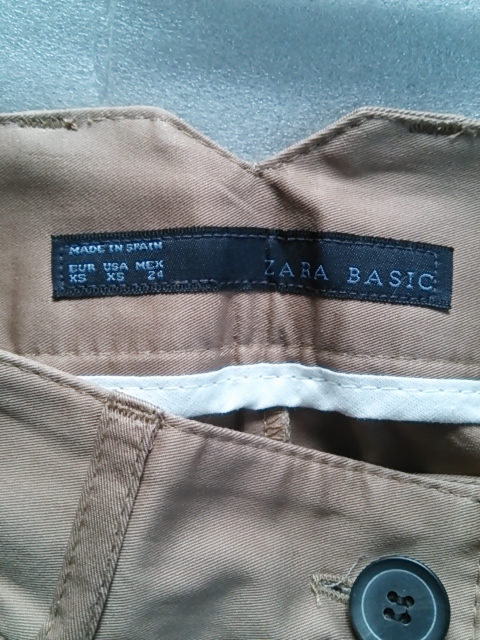 MADE IN SPAIN
EUR USA MEX
XS XS 24
ZARA BASIC